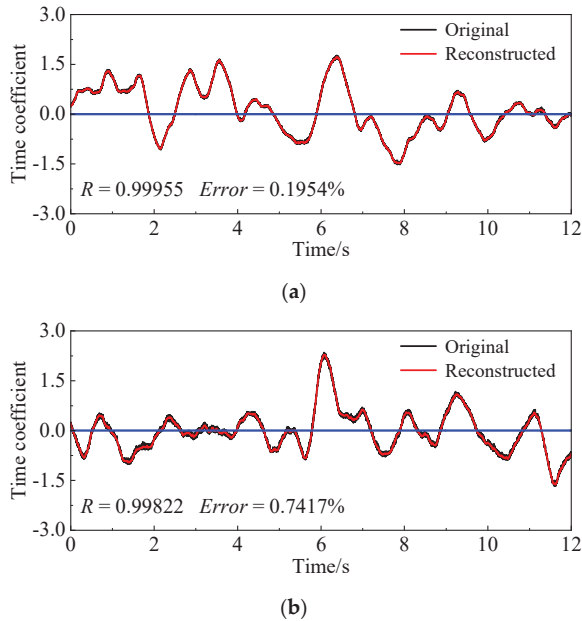 3.0
Original
Reconstructed
1.5
0.0
-1.5
-3.0
Time coefficient
R = 0.99955 Error = 0.1954%
0 2 4 6 8 10 12
Time/s
(a)
3.0
Original
Reconstructed
1.5
0.0
-1.5
-3.0
Time coefficient
R = 0.99822 Error = 0.7417%
0 2 4 6 8 10 12
Time/s
(b)